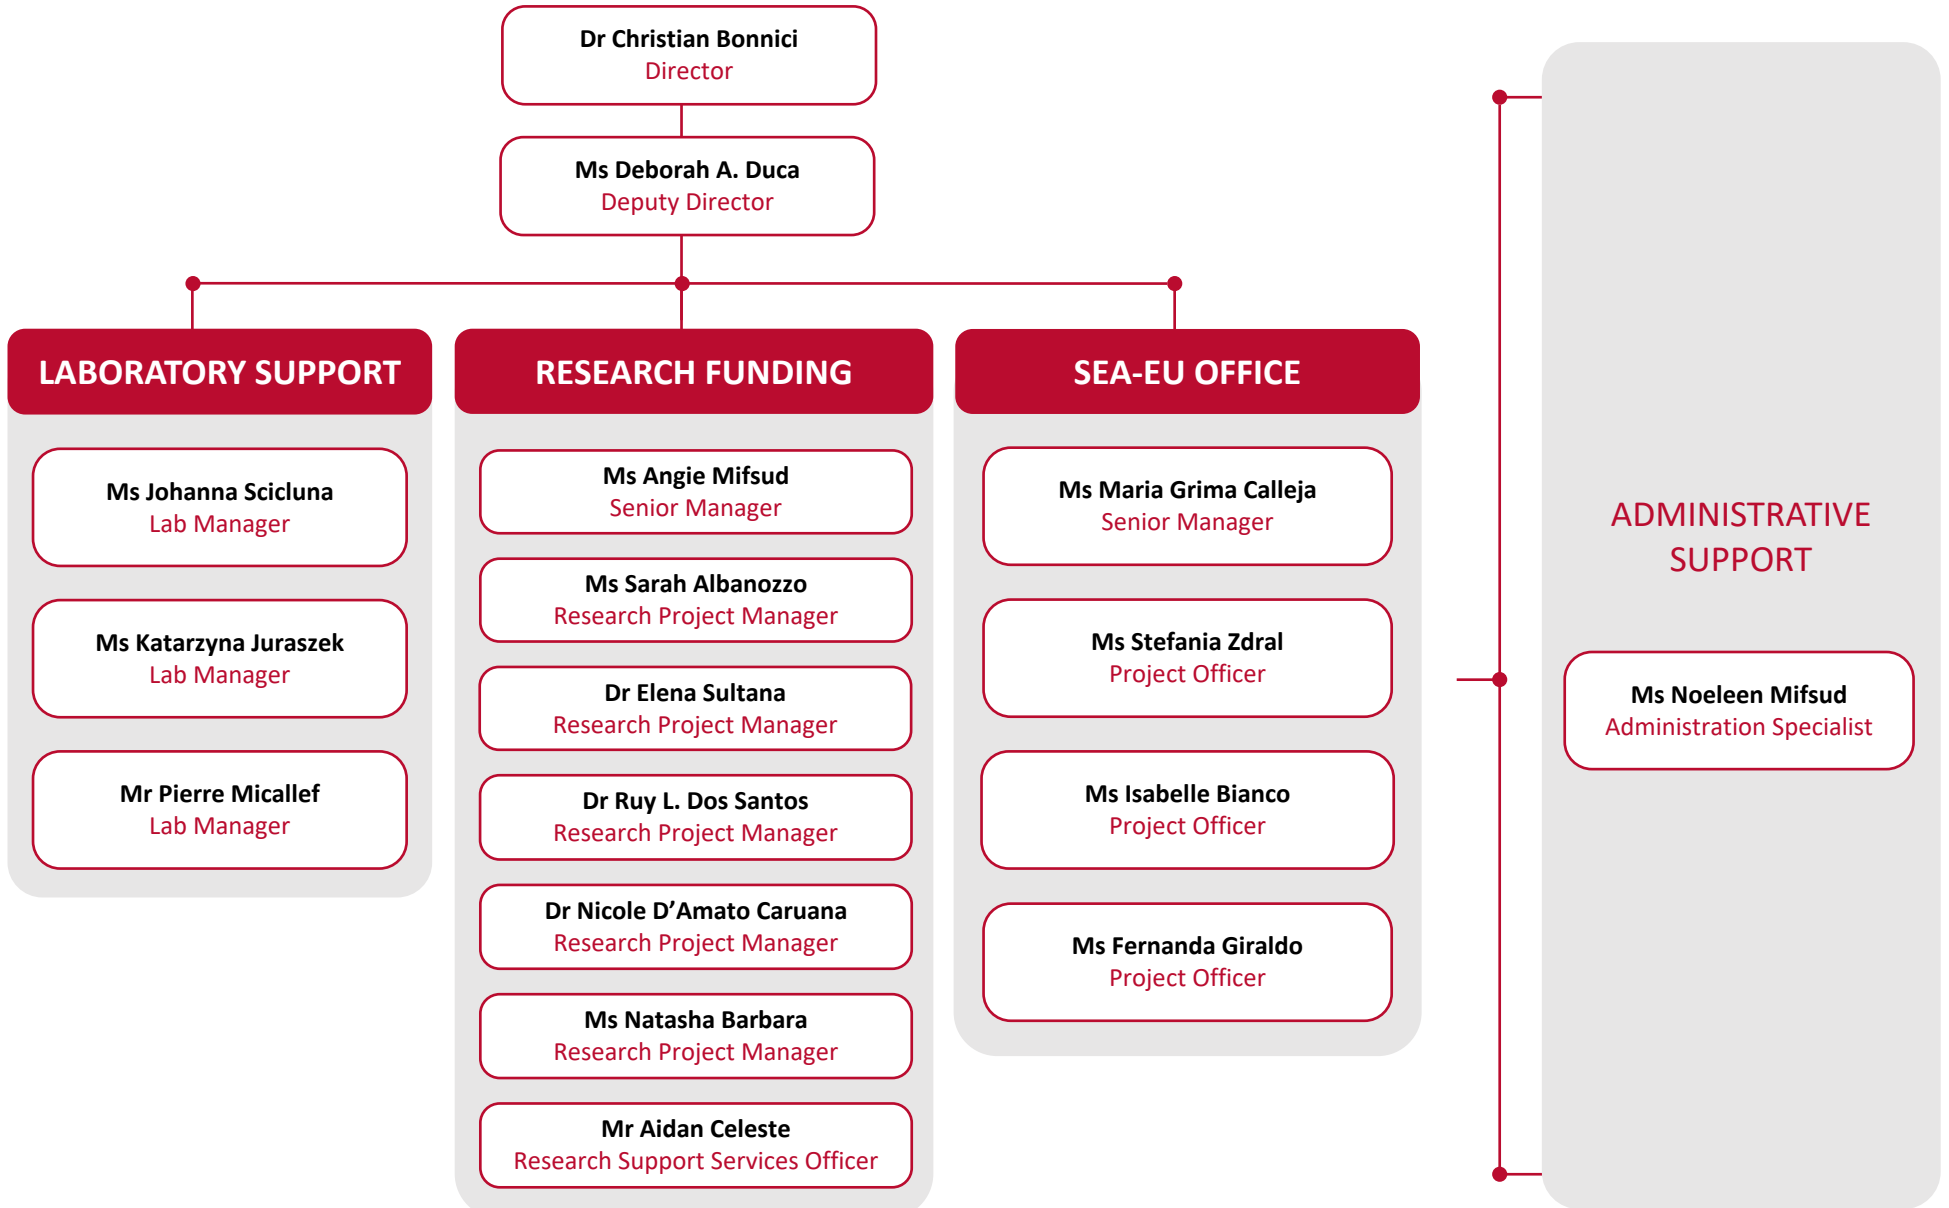 Dr Christian Bonnici
Director
Ms Deborah A. Duca
Deputy Director
LABORATORY SUPPORT
Ms Johanna Scicluna
Lab Manager
Ms Katarzyna Juraszek
Lab Manager
Mr Pierre Micallef
Lab Manager
RESEARCH FUNDING
Ms Angie Mifsud
Senior Manager
Ms Sarah Albanozzo
Research Project Manager
Dr Elena Sultana
Research Project Manager
Dr Ruy L. Dos Santos
Research Project Manager
Dr Nicole D’Amato Caruana
Research Project Manager
Ms Natasha Barbara
Research Project Manager
Mr Aidan Celeste
Research Support Services Officer
SEA-EU OFFICE
Ms Maria Grima Calleja
Senior Manager
Ms Stefania Zdral
Project Officer
Ms Isabelle Bianco
Project Officer
Ms Fernanda Giraldo
Project Officer
ADMINISTRATIVE
SUPPORT
Ms Noeleen Mifsud
Administration Specialist